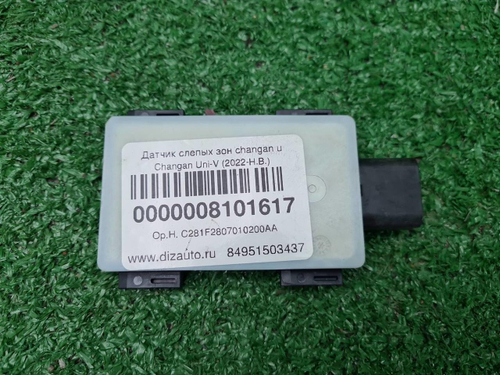 Датчик слепых зон changan u
Changan Uni-V (2022-Н.В.)
0000008101617
Ор.Н. C281F2807010200AA
www.dizauto.ru 84951503437